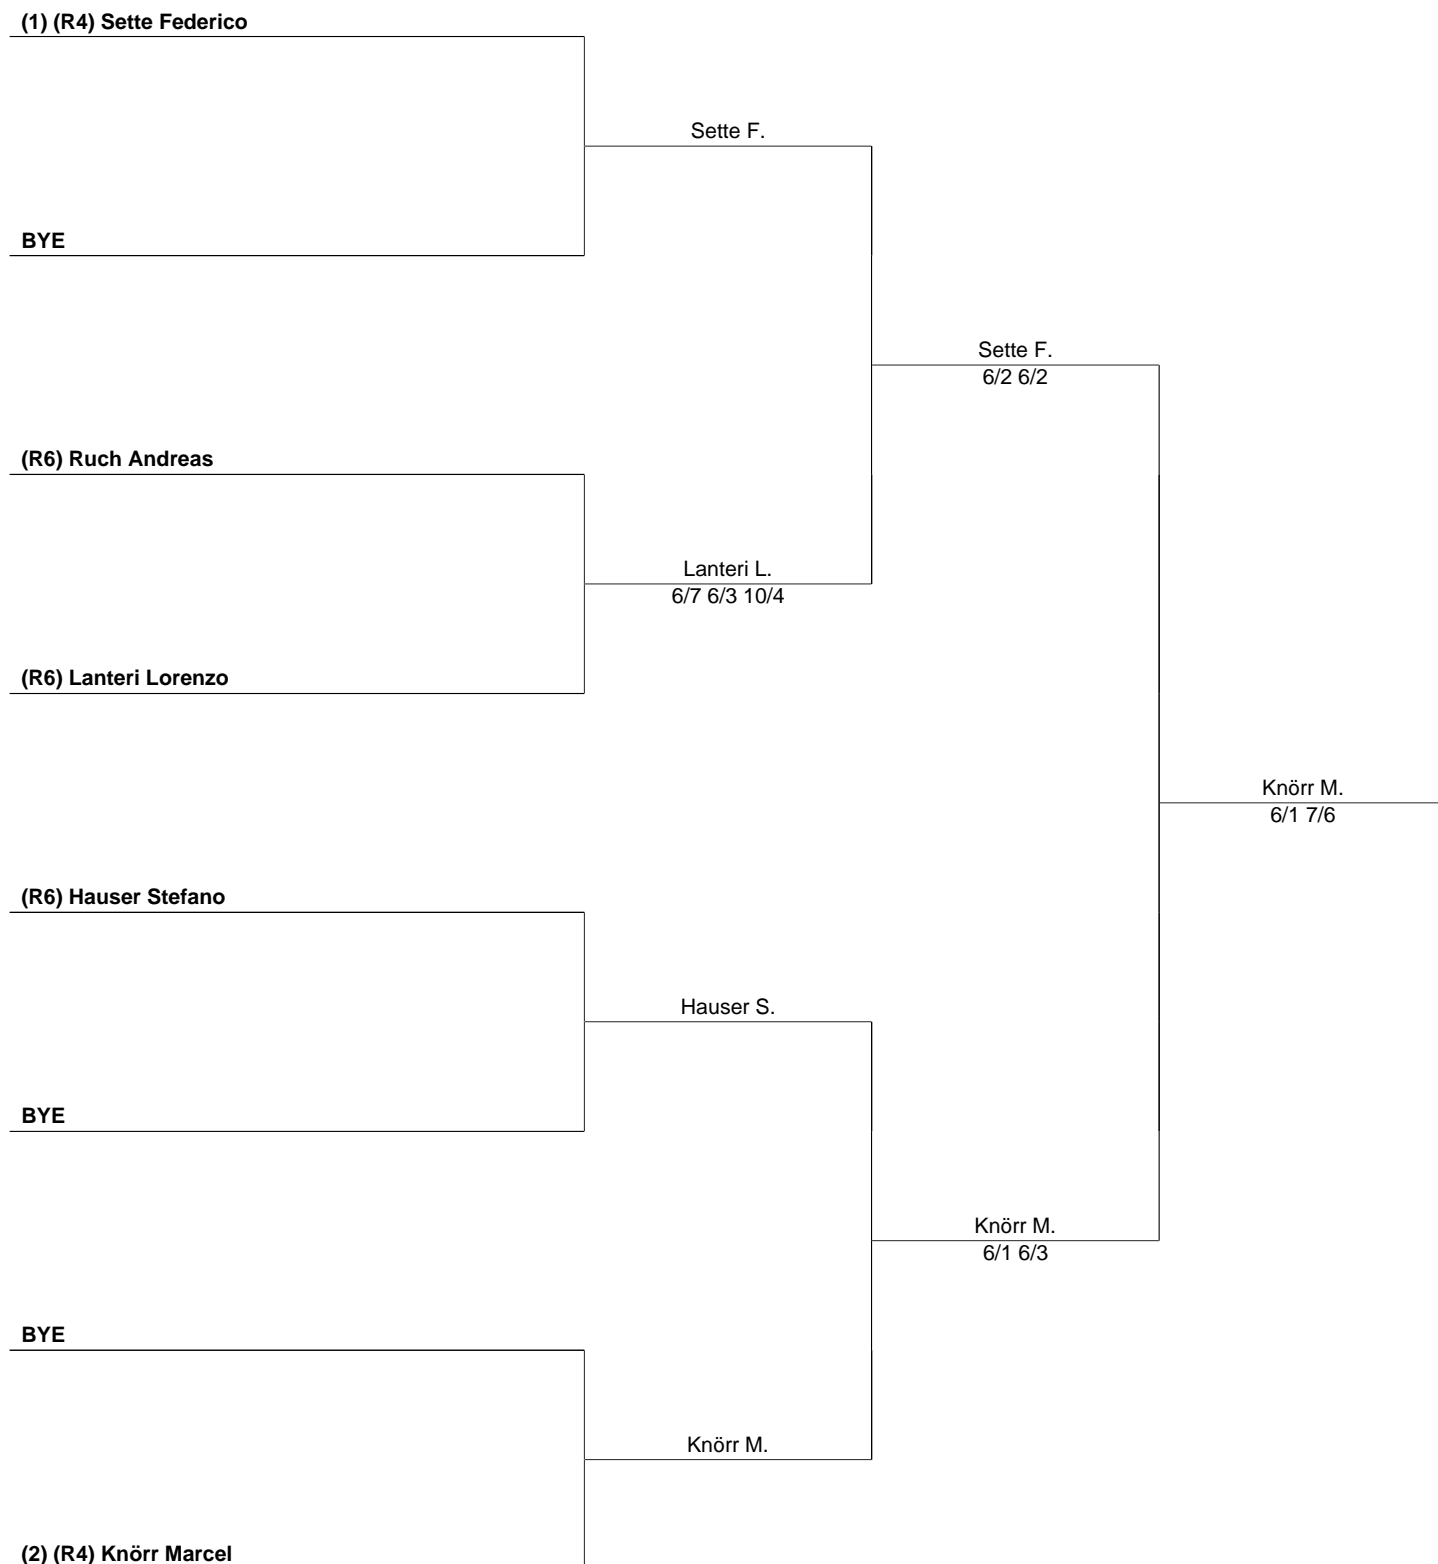 (1) (R4) Sette Federico
Sette F.
BYE
Sette F.
6/2 6/2
(R6) Ruch Andreas
Lanteri L.
6/7 6/3 10/4
(R6) Lanteri Lorenzo
Knörr M.
6/1 7/6
(R6) Hauser Stefano
Hauser S.
BYE
Knörr M.
6/1 6/3
BYE
Knörr M.
(2) (R4) Knörr Marcel